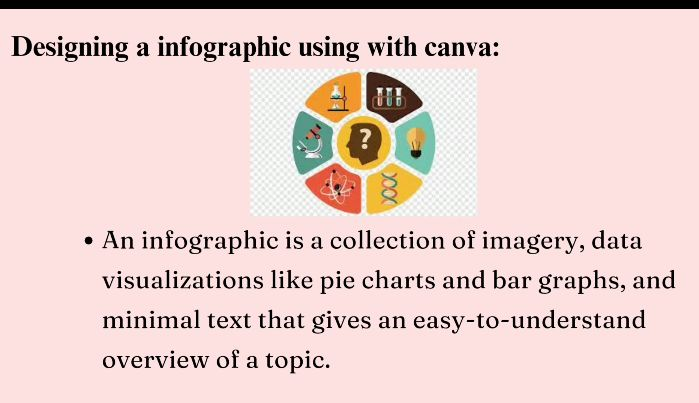 Designing a infographic using with canva:
?
• An infographic is a collection of imagery, data
visualizations like pie charts and bar graphs, and
minimal text that gives an easy-to-understand
overview of a topic.